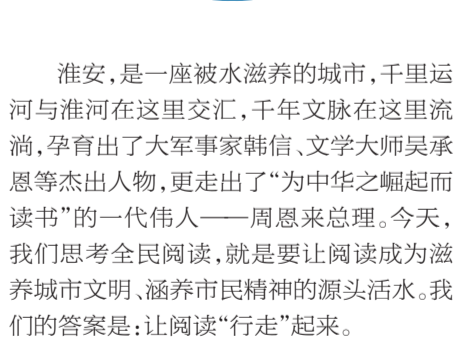 淮安,是一座被水滋养的城市,千里运
河与淮河在这里交汇,千年文脉在这里流
淌,孕育出了大军事家韩信、文学大师吴承
恩等杰出人物,更走出了“为中华之崛起而
读书”的一代伟人——周恩来总理。今天,
我们思考全民阅读,就是要让阅读成为滋
养城市文明、涵养市民精神的源头活水。我
们的答案是:让阅读“行走”起来。